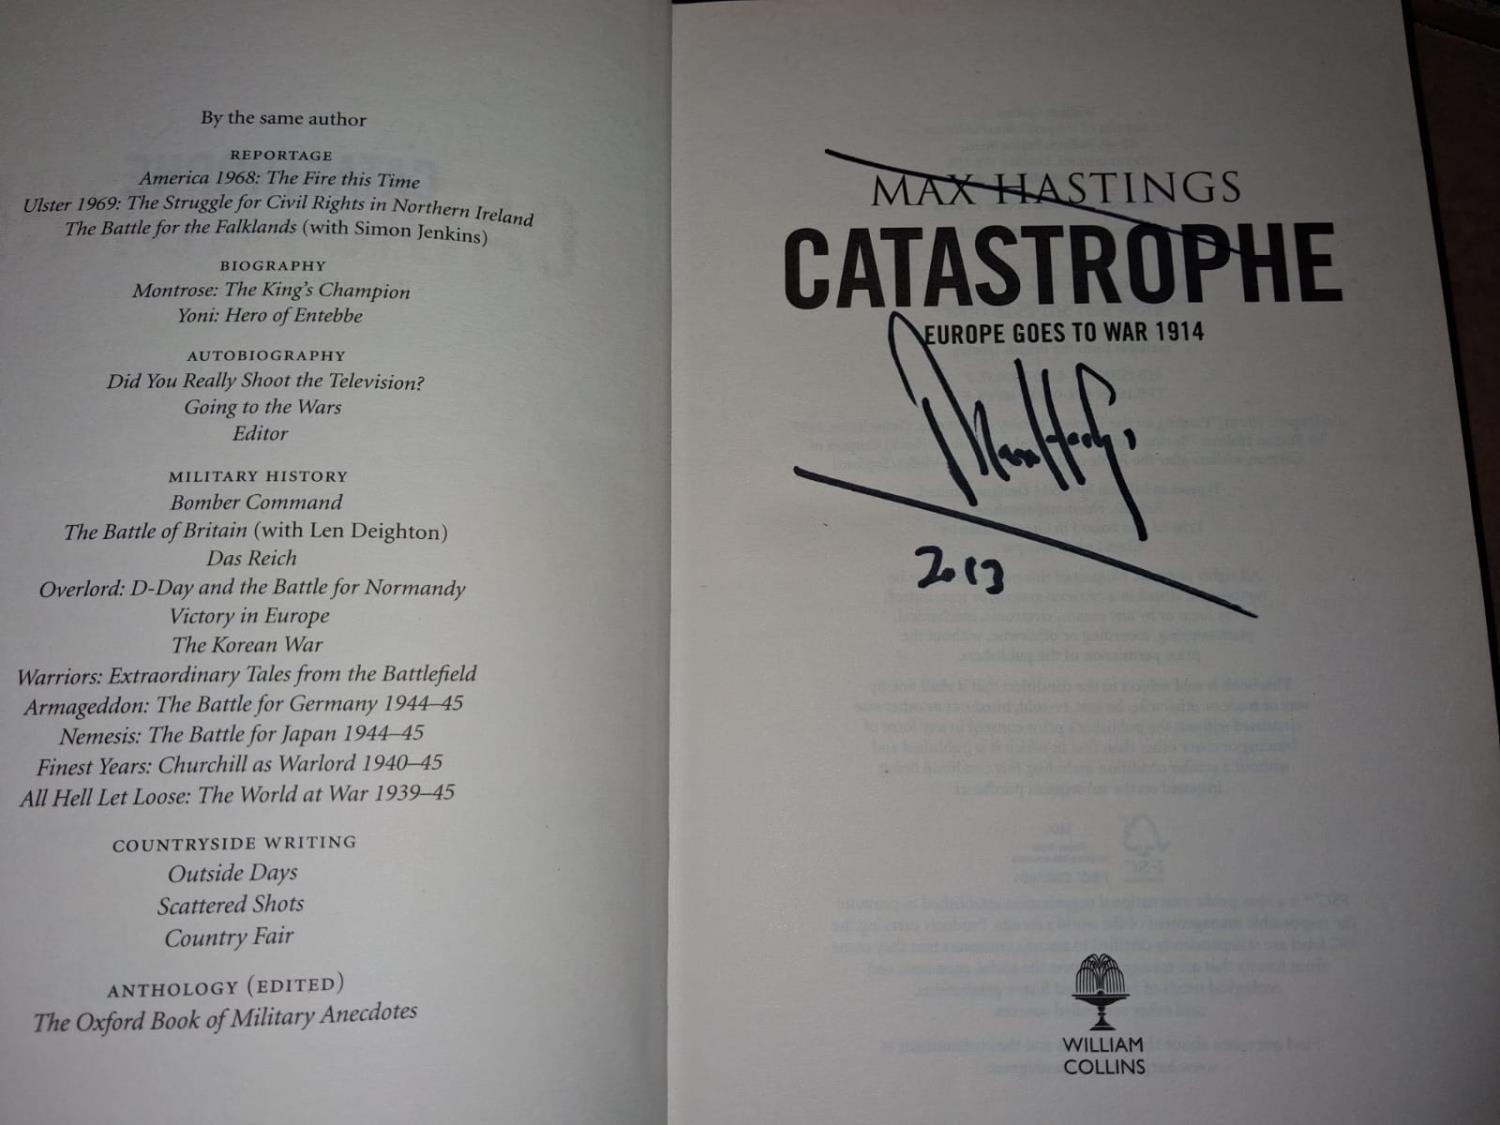 By the same author
REPORTAGE
America 1968: The Fire this Time
Ulster 1969: The Struggle for Civil Rights in Northern Ireland
The Battle for the Falklands (with Simon Jenkins)
BIOGRAPHY
Montrose: The King's Champion
Yoni: Hero of Entebbe
AUTOBIOGRAPHY
Did You Really Shoot the Television?
Going to the Wars
Editor
MILITARY HISTORY
Bomber Command
The Battle of Britain (with Len Deighton)
Das Reich
Overlord: D-Day and the Battle for Normandy
Victory in Europe
The Korean War
Warriors: Extraordinary Tales from the Battlefield
Armageddon: The Battle for Germany 1944–45
Nemesis: The Battle for Japan 1944–45
Finest Years: Churchill as Warlord 1940–45
All Hell Let Loose: The World at War 1939–45
COUNTRYSIDE WRITING
Outside Days
Scattered Shots
Country Fair
ANTHOLOGY (EDITED)
The Oxford Book of Military Anecdotes
MAX HASTINGS
CATASTROPHE
EUROPE GOES TO WAR 1914
Max Hastings
2013
WILLIAM
COLLINS